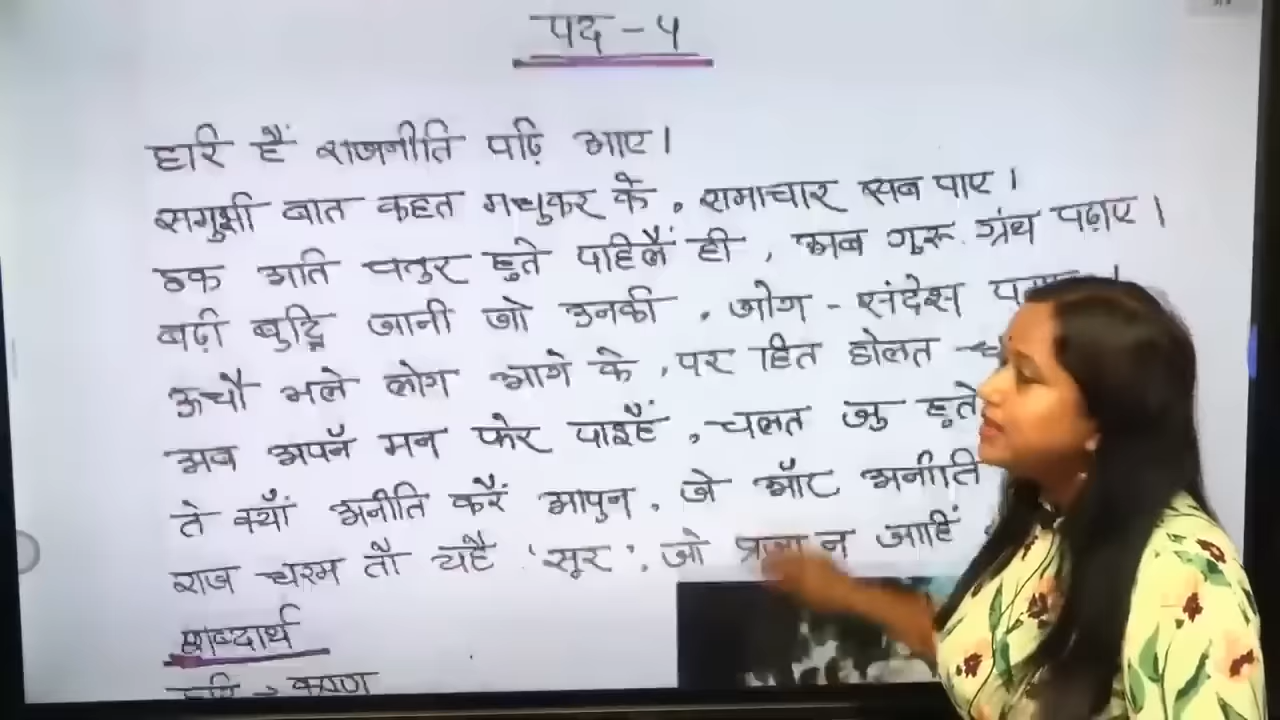 पद - ५
हरि हैं राजनीति पढ़ि आए।
समुझी बात कहत मधुकर के, समाचार सब पाए।
इक अति चतुर हुते पहिलैं ही, अब गुरू ग्रंथ पढ़ाए।
बढ़ी बुद्धि जानी जो उनकी, जोग - संदेस
ऊधौ भले लोग आगे के, पर हित डोलत
अब अपनैं मन फेर पाइहैं, चलत जु हुते
ते क्यौं अनीति करैं आपुन, जे और अनीति
राज धरम तौ यहै 'सूर', जो प्रजा न जाहिं
शब्दार्थ
हरि → कृष्ण